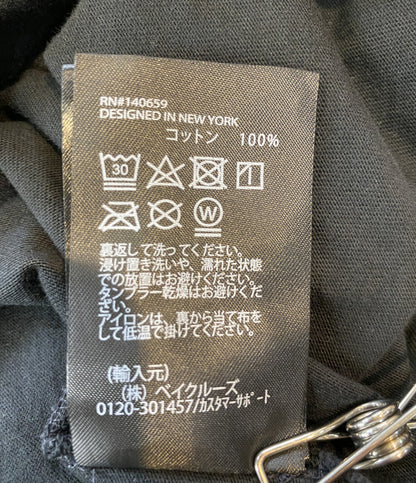 RN#140659
DESIGNED IN NEW YORK
コットン 100%
30
W
裏返して洗ってください。
浸け置き洗いや、濡れた状態
での放置はお避けください。
タンブラー乾燥はお避けくだ
さい。
アイロンは、裏から当て布を
して低温で掛けてください。
(輸入元)
(株) ベイクルーズ
0120-301457/カスタマーサポート